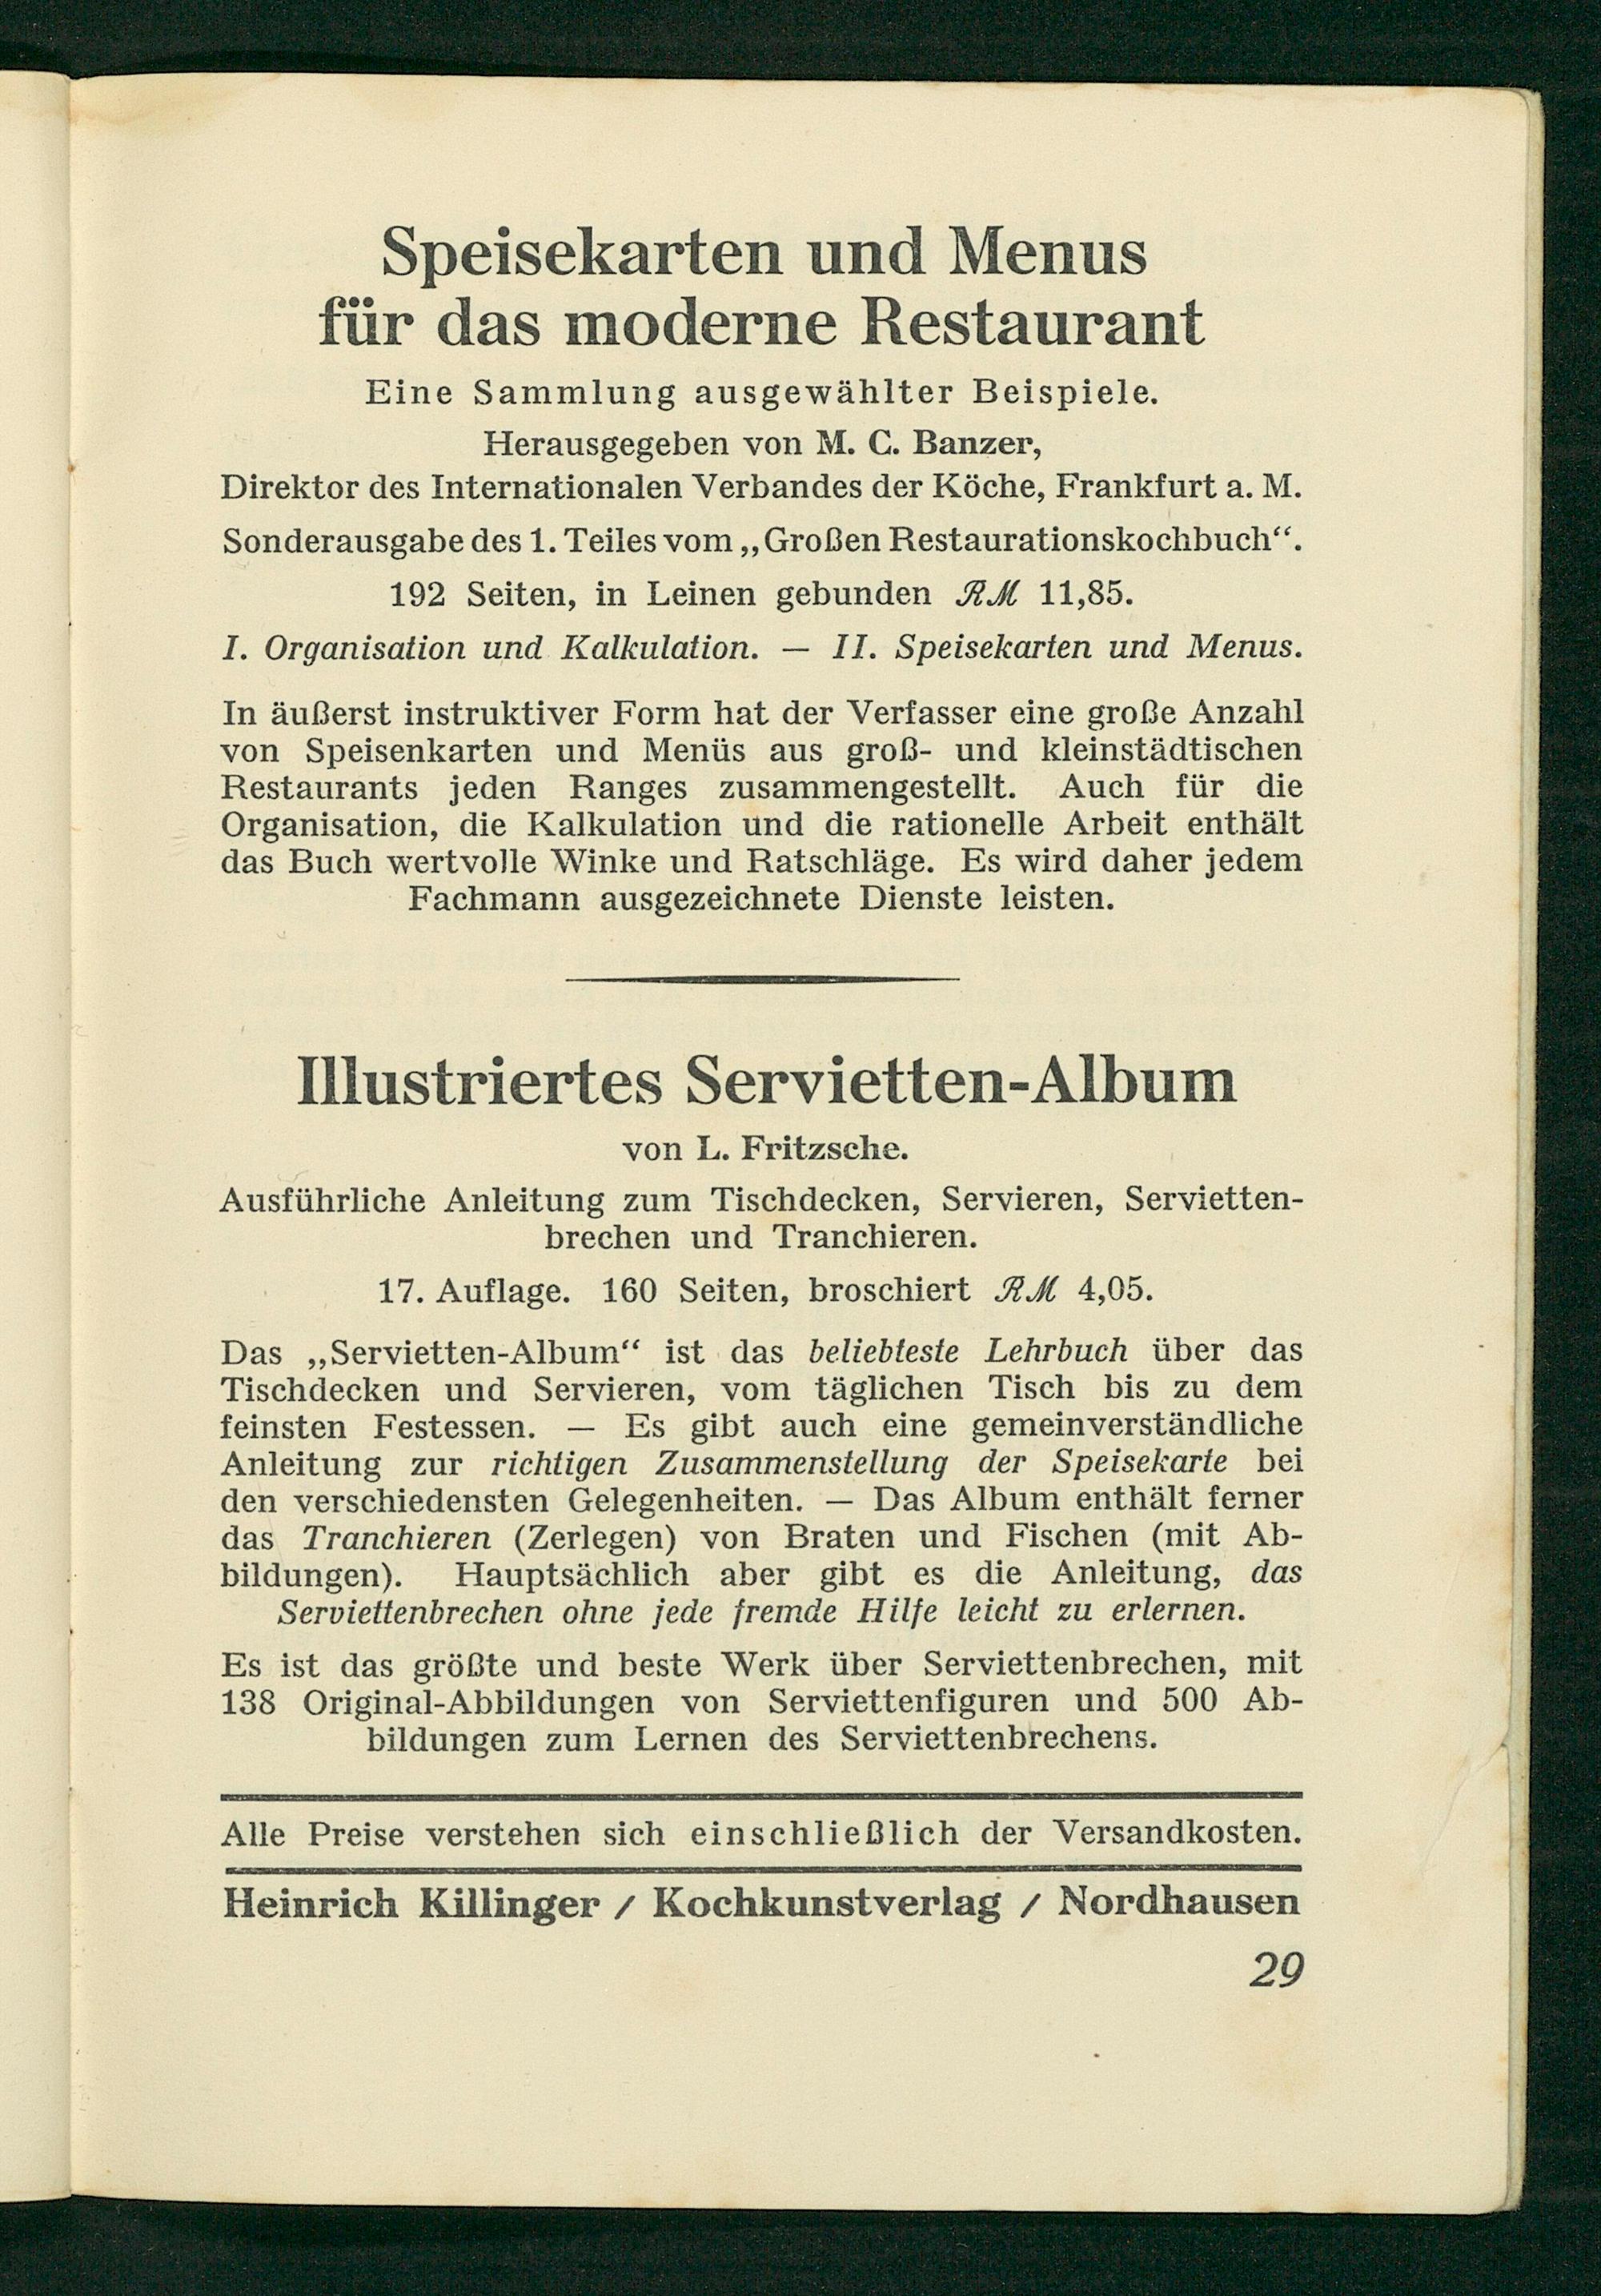 Speisekarten und Menus
für das moderne Restaurant
Eine Sammlung ausgewählter Beispiele.
Herausgegeben von M. C. Banzer,
Direktor des Internationalen Verbandes der Köche, Frankfurt a. M.
Sonderausgabe des 1. Teiles vom „Großen Restaurationskochbuch“.
192 Seiten, in Leinen gebunden RM 11,85.
I. Organisation und Kalkulation. — II. Speisekarten und Menus.
In äußerst instruktiver Form hat der Verfasser eine große Anzahl
von Speisenkarten und Menüs aus groß- und kleinstädtischen
Restaurants jeden Ranges zusammengestellt. Auch für die
Organisation, die Kalkulation und die rationelle Arbeit enthält
das Buch wertvolle Winke und Ratschläge. Es wird daher jedem
Fachmann ausgezeichnete Dienste leisten.
Illustriertes Servietten-Album
von L. Fritzsche.
Ausführliche Anleitung zum Tischdecken, Servieren, Servietten-
brechen und Tranchieren.
17. Auflage. 160 Seiten, broschiert RM 4,05.
Das „Servietten-Album“ ist das beliebteste Lehrbuch über das
Tischdecken und Servieren, vom täglichen Tisch bis zu dem
feinsten Festessen. — Es gibt auch eine gemeinverständliche
Anleitung zur richtigen Zusammenstellung der Speisekarte bei
den verschiedensten Gelegenheiten. — Das Album enthält ferner
das Tranchieren (Zerlegen) von Braten und Fischen (mit Ab-
bildungen). Hauptsächlich aber gibt es die Anleitung, das
Serviettenbrechen ohne jede fremde Hilfe leicht zu erlernen.
Es ist das größte und beste Werk über Serviettenbrechen, mit
138 Original-Abbildungen von Serviettenfiguren und 500 Ab-
bildungen zum Lernen des Serviettenbrechens.
Alle Preise verstehen sich einschließlich der Versandkosten.
Heinrich Killinger / Kochkunstverlag / Nordhausen
29